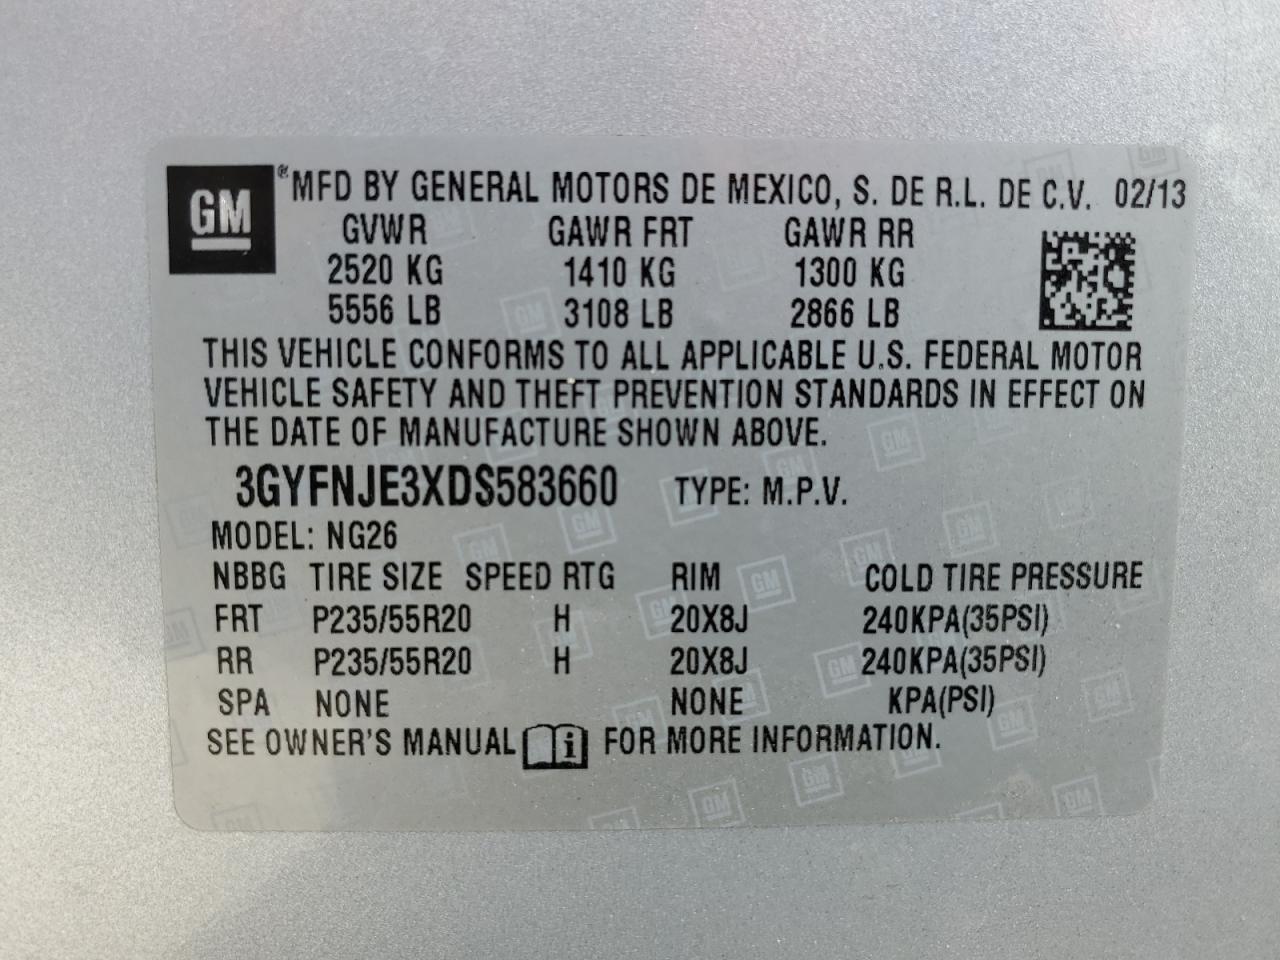 GM ® MFD BY GENERAL MOTORS DE MEXICO, S. DE R.L. DE C.V. 02/13
GVWR GAWR FRT GAWR RR
2520 KG 1410 KG 1300 KG
5556 LB 3108 LB 2866 LB
THIS VEHICLE CONFORMS TO ALL APPLICABLE U.S. FEDERAL MOTOR
VEHICLE SAFETY AND THEFT PREVENTION STANDARDS IN EFFECT ON
THE DATE OF MANUFACTURE SHOWN ABOVE.
3GYFNJE3XDS583660 TYPE: M.P.V.
MODEL: NG26
NBBG TIRE SIZE SPEED RTG RIM COLD TIRE PRESSURE
FRT P235/55R20 H 20X8J 240KPA(35PSI)
RR P235/55R20 H 20X8J 240KPA(35PSI)
SPA NONE NONE KPA(PSI)
SEE OWNER'S MANUAL i FOR MORE INFORMATION.